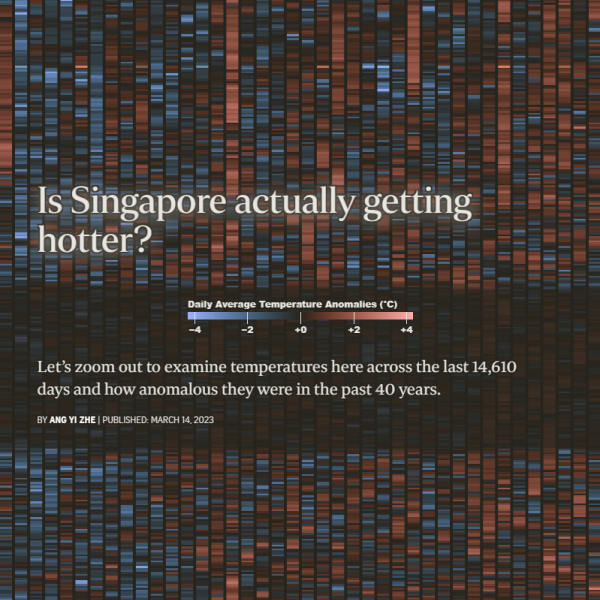 Is Singapore actually getting
hotter?
Daily Average Temperature Anomalies (°C)
−4 −2 +0 +2 +4
Let’s zoom out to examine temperatures here across the last 14,610
days and how anomalous they were in the past 40 years.
BY ANG YI ZHE | PUBLISHED: MARCH 14, 2023